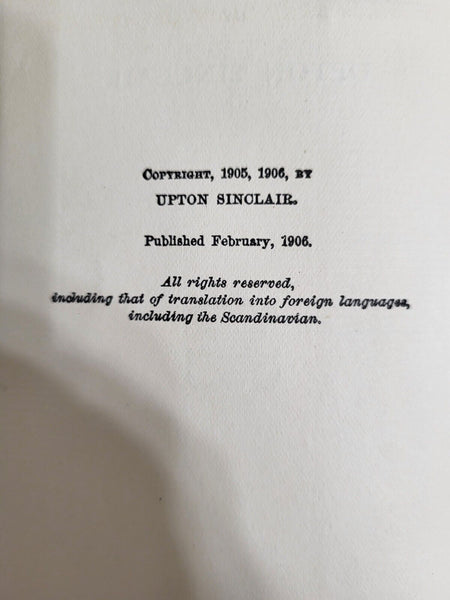 COPYRIGHT, 1905, 1906, BY
UPTON SINCLAIR.
Published February, 1906.
All rights reserved,
including that of translation into foreign languages,
including the Scandinavian.